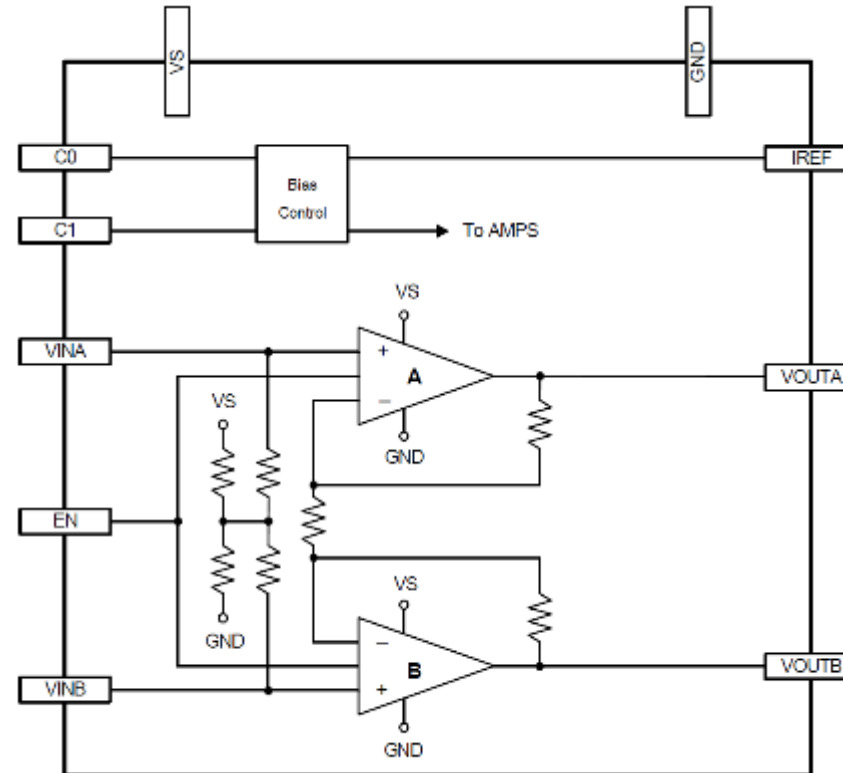 VS
GND
C0
IREF
Bias
Control
C1
To AMPS
VS
VINA
+
A
VOUTA
VS
−
GND
EN
VS
GND
−
B
VOUTB
VINB
+
GND